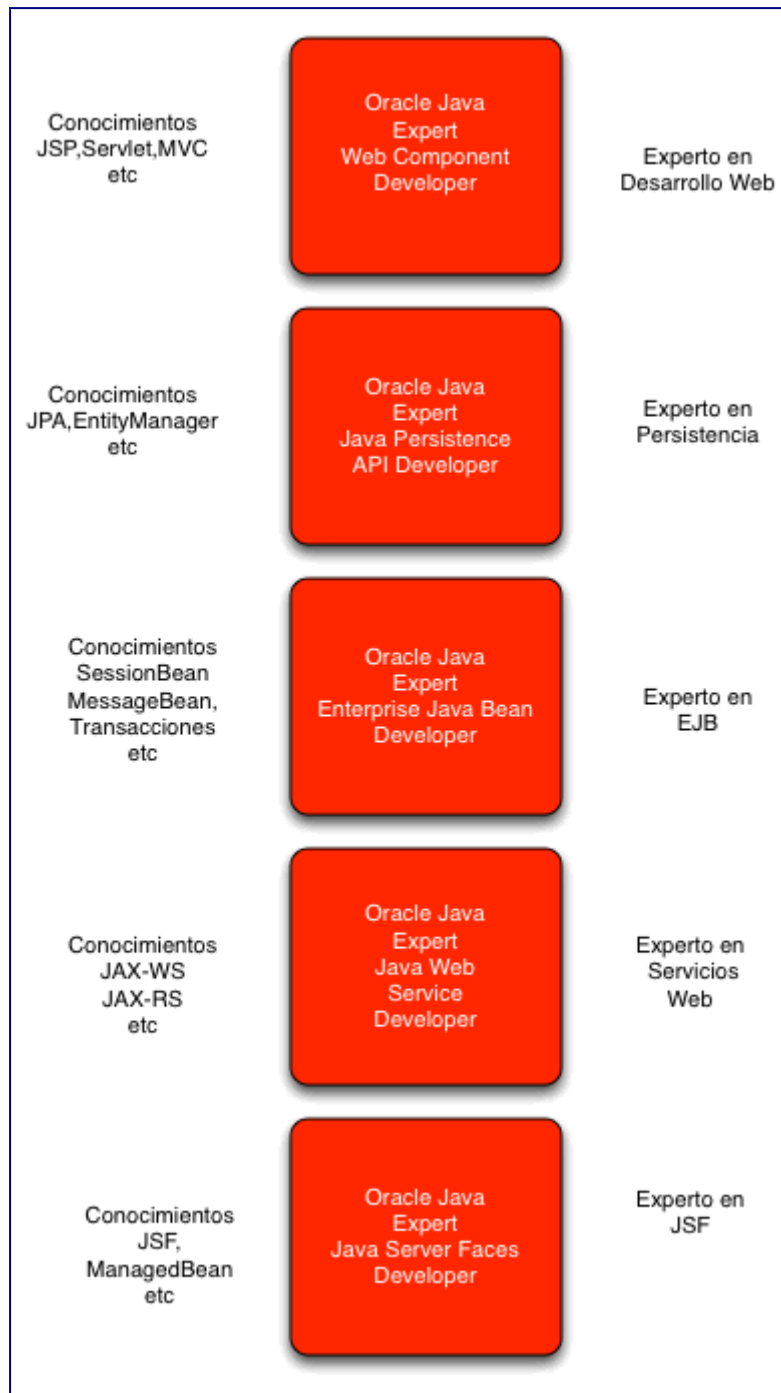 Conocimientos
JSP,Servlet,MVC
etc
Oracle Java
Expert
Web Component
Developer
Experto en
Desarrollo Web
Conocimientos
JPA,EntityManager
etc
Oracle Java
Expert
Java Persistence
API Developer
Experto en
Persistencia
Conocimientos
SessionBean
MessageBean,
Transacciones
etc
Oracle Java
Expert
Enterprise Java Bean
Developer
Experto en
EJB
Conocimientos
JAX-WS
JAX-RS
etc
Oracle Java
Expert
Java Web
Service
Developer
Experto en
Servicios
Web
Conocimientos
JSF,
ManagedBean
etc
Oracle Java
Expert
Java Server Faces
Developer
Experto en
JSF